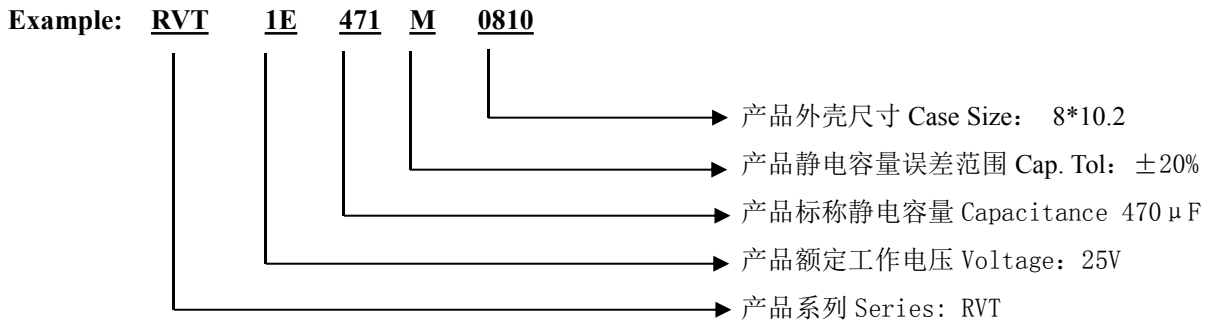 Example: RVT 1E 471 M 0810
产品外壳尺寸 Case Size： 8*10.2
产品静电容量误差范围 Cap. Tol：±20%
产品标称静电容量 Capacitance 470μF
产品额定工作电压 Voltage：25V
产品系列 Series: RVT